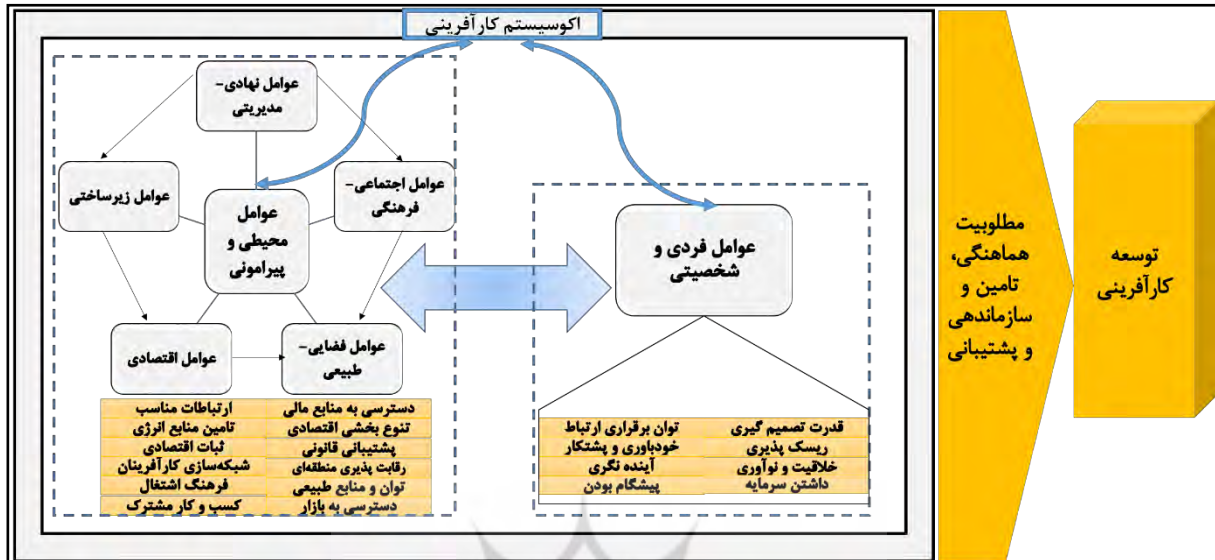 اکوسیستم کارآفرینی
عوامل نهادی-
مدیریتی
عوامل اجتماعی-
فرهنگی
عوامل زیرساختی
عوامل
محیطی و
پیرامونی
عوامل فضایی-
طبیعی
عوامل اقتصادی
دسترسی به منابع مالی
ارتباطات مناسب
تنوع بخشی اقتصادی
تامین منابع انرژی
پشتیبانی قانونی
ثبات اقتصادی
رقابت پذیری منطقه‌ای
شبکه‌سازی کارآفرینان
توان و منابع طبیعی
فرهنگ اشتغال
دسترسی به بازار
کسب و کار مشترک
عوامل فردی و
شخصیتی
قدرت تصمیم گیری
توان برقراری ارتباط
ریسک پذیری
خودباوری و پشتکار
خلاقیت و نوآوری
آینده نگری
داشتن سرمایه
پیشگام بودن
مطلوبیت
هماهنگی،
تامین و
سازماندهی
و پشتیبانی
توسعه
کارآفرینی